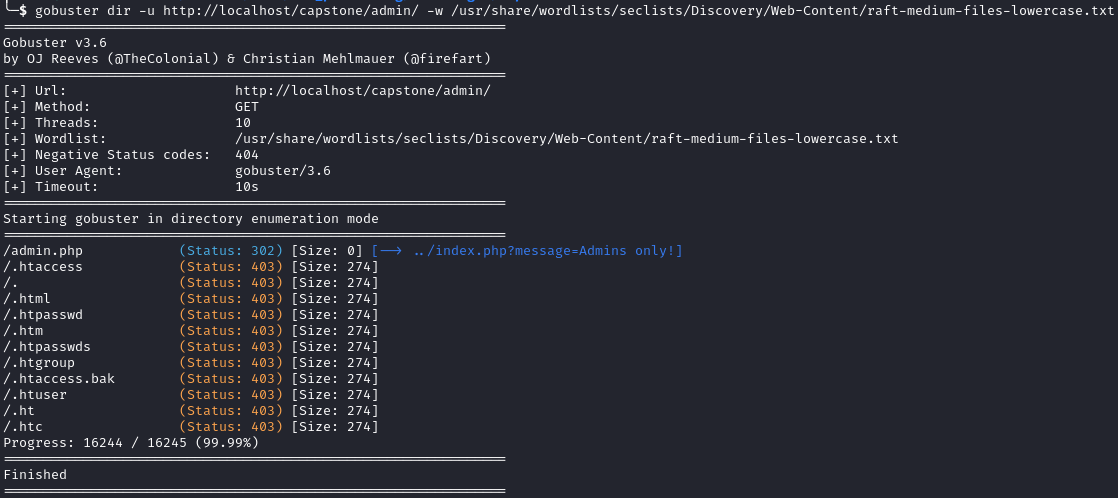 └─$ gobuster dir -u http://localhost/capstone/admin/ -w /usr/share/wordlists/seclists/Discovery/Web-Content/raft-medium-files-lowercase.txt
===============================================================
Gobuster v3.6
by OJ Reeves (@TheColonial) & Christian Mehlmauer (@firefart)
===============================================================
[+] Url:                     http://localhost/capstone/admin/
[+] Method:                  GET
[+] Threads:                 10
[+] Wordlist:                /usr/share/wordlists/seclists/Discovery/Web-Content/raft-medium-files-lowercase.txt
[+] Negative Status codes:   404
[+] User Agent:              gobuster/3.6
[+] Timeout:                 10s
===============================================================
Starting gobuster in directory enumeration mode
===============================================================
/admin.php            (Status: 302) [Size: 0] [--> ../index.php?message=Admins only!]
/.htaccess            (Status: 403) [Size: 274]
/.                    (Status: 403) [Size: 274]
/.html                (Status: 403) [Size: 274]
/.htpasswd            (Status: 403) [Size: 274]
/.htm                 (Status: 403) [Size: 274]
/.htpasswds           (Status: 403) [Size: 274]
/.htgroup             (Status: 403) [Size: 274]
/.htaccess.bak        (Status: 403) [Size: 274]
/.htuser              (Status: 403) [Size: 274]
/.ht                  (Status: 403) [Size: 274]
/.htc                 (Status: 403) [Size: 274]
Progress: 16244 / 16245 (99.99%)
===============================================================
Finished
===============================================================